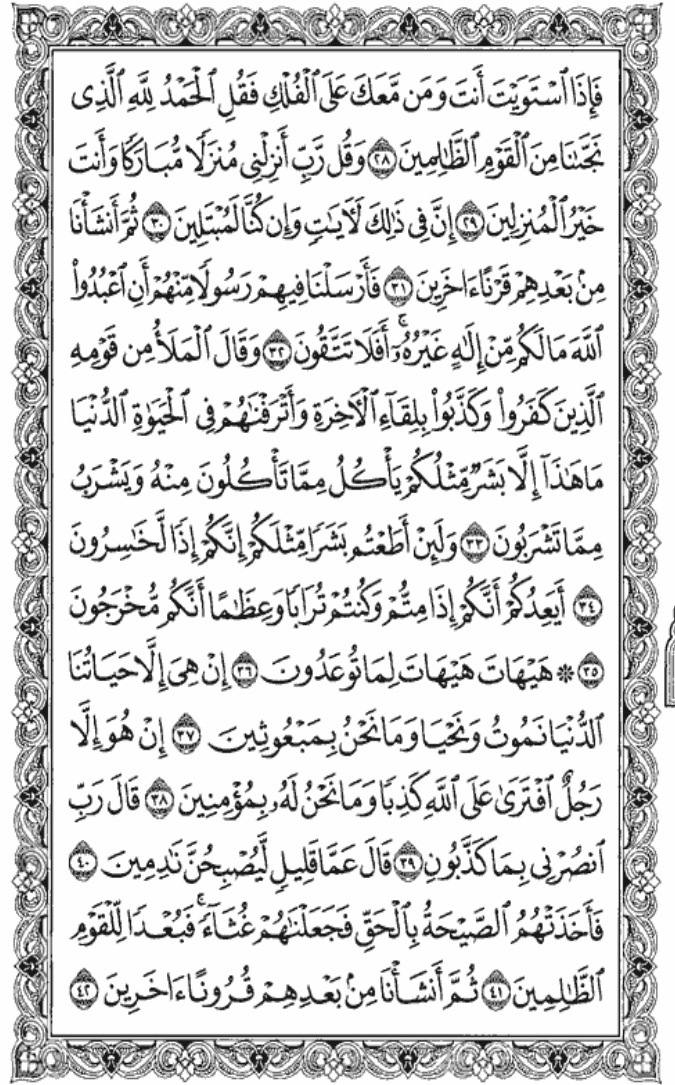 فَإِذَا ٱسْتَوَيْتَ أَنتَ وَمَن مَّعَكَ عَلَى ٱلْفُلْكِ فَقُلِ ٱلْحَمْدُ لِلَّهِ ٱلَّذِى
نَجَّىٰنَا مِنَ ٱلْقَوْمِ ٱلظَّٰلِمِينَ ٢٨ وَقُل رَّبِّ أَنزِلْنِى مُنزَلًا مُّبَارَكًا وَأَنتَ
خَيْرُ ٱلْمُنزِلِينَ ٢٩ إِنَّ فِى ذَٰلِكَ لَءَايَٰتٍ وَإِن كُنَّا لَمُبْتَلِينَ ٣٠ ثُمَّ أَنشَأْنَا
مِنۢ بَعْدِهِمْ قَرْنًا ءَاخَرِينَ ٣١ فَأَرْسَلْنَا فِيهِمْ رَسُولًا مِّنْهُمْ أَنِ ٱعْبُدُوا۟
ٱللَّهَ مَا لَكُم مِّنْ إِلَٰهٍ غَيْرُهُۥٓ ۚ أَفَلَا تَتَّقُونَ ٣٢ وَقَالَ ٱلْمَلَأُ مِن قَوْمِهِ
ٱلَّذِينَ كَفَرُوا۟ وَكَذَّبُوا۟ بِلِقَآءِ ٱلْءَاخِرَةِ وَأَتْرَفْنَٰهُمْ فِى ٱلْحَيَوٰةِ ٱلدُّنْيَا
مَا هَٰذَآ إِلَّا بَشَرٌ مِّثْلُكُمْ يَأْكُلُ مِمَّا تَأْكُلُونَ مِنْهُ وَيَشْرَبُ
مِمَّا تَشْرَبُونَ ٣٣ وَلَئِنْ أَطَعْتُم بَشَرًا مِّثْلَكُمْ إِنَّكُمْ إِذًا لَّخَٰسِرُونَ
٣٤ أَيَعِدُكُمْ أَنَّكُمْ إِذَا مِتُّمْ وَكُنتُمْ تُرَابًا وَعِظَٰمًا أَنَّكُم مُّخْرَجُونَ
٣٥ ۞ هَيْهَاتَ هَيْهَاتَ لِمَا تُوعَدُونَ ٣٦ إِنْ هِىَ إِلَّا حَيَاتُنَا
ٱلدُّنْيَا نَمُوتُ وَنَحْيَا وَمَا نَحْنُ بِمَبْعُوثِينَ ٣٧ إِنْ هُوَ إِلَّا
رَجُلٌ ٱفْتَرَىٰ عَلَى ٱللَّهِ كَذِبًا وَمَا نَحْنُ لَهُۥ بِمُؤْمِنِينَ ٣٨ قَالَ رَبِّ
ٱنصُرْنِى بِمَا كَذَّبُونِ ٣٩ قَالَ عَمَّا قَلِيلٍ لَّيُصْبِحُنَّ نَٰدِمِينَ ٤٠
فَأَخَذَتْهُمُ ٱلصَّيْحَةُ بِٱلْحَقِّ فَجَعَلْنَٰهُمْ غُثَآءً ۚ فَبُعْدًا لِّلْقَوْمِ
ٱلظَّٰلِمِينَ ٤١ ثُمَّ أَنشَأْنَا مِنۢ بَعْدِهِمْ قُرُونًا ءَاخَرِينَ ٤٢